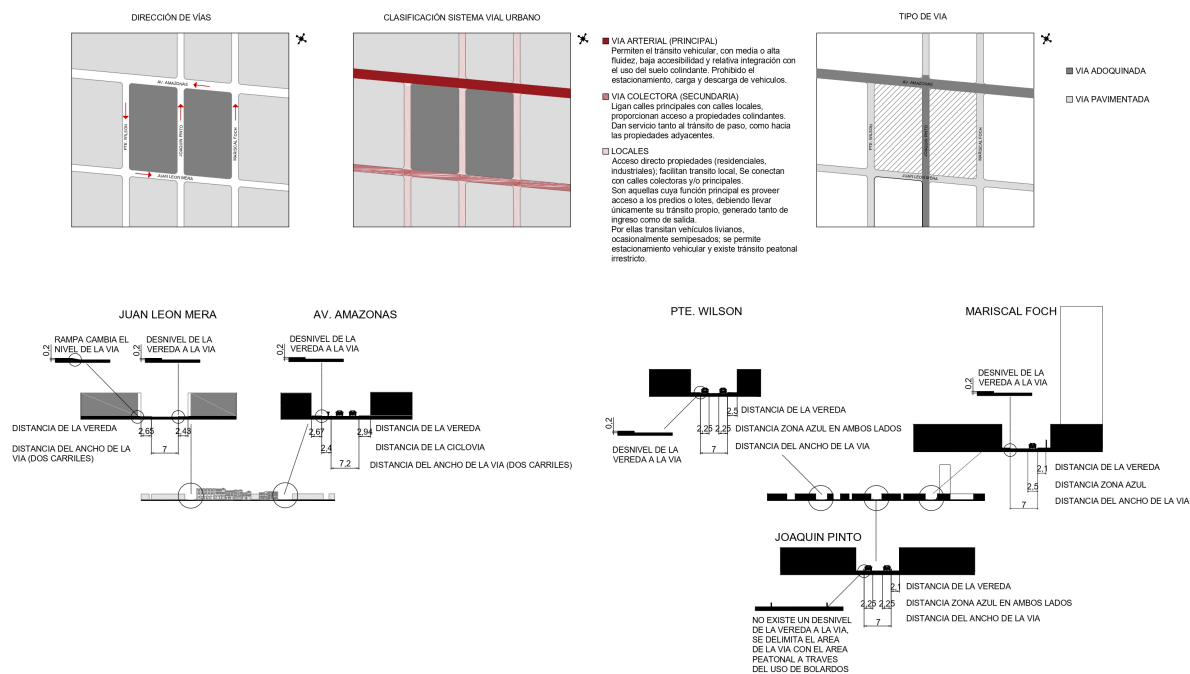 DIRECCIÓN DE VÍAS
AV. AMAZONAS
PTE. WILSON
JOAQUIN PINTO
MARISCAL FOCH
JUAN LEON MERA
CLASIFICACIÓN SISTEMA VIAL URBANO
VIA ARTERIAL (PRINCIPAL)
Permiten el tránsito vehicular, con media o alta
fluidez, baja accesibilidad y relativa integración con
el uso del suelo colindante. Prohibido el
estacionamiento, carga y descarga de vehículos.
VIA COLECTORA (SECUNDARIA)
Ligan calles principales con calles locales,
proporcionan acceso a propiedades colindantes.
Dan servicio tanto al tránsito de paso, como hacia
las propiedades adyacentes.
LOCALES
Acceso directo propiedades (residenciales,
industriales); facilitan transito local, Se conectan
con calles colectoras y/o principales.
Son aquellas cuya función principal es proveer
acceso a los predios o lotes, debiendo llevar
únicamente su tránsito propio, generado tanto de
ingreso como de salida.
Por ellas transitan vehículos livianos,
ocasionalmente semipesados; se permite
estacionamiento vehicular y existe tránsito peatonal
irrestricto.
TIPO DE VIA
AV. AMAZONAS
PTE. WILSON
JOAQUIN PINTO
MARISCAL FOCH
JUAN LEON MERA
VIA ADOQUINADA
VIA PAVIMENTADA
JUAN LEON MERA
RAMPA CAMBIA EL
NIVEL DE LA VIA
0,2
DESNIVEL DE LA
VEREDA A LA VIA
0,2
DISTANCIA DE LA VEREDA
2,65
2,43
DISTANCIA DEL ANCHO DE LA
VIA (DOS CARRILES)
7
AV. AMAZONAS
DESNIVEL DE LA
VEREDA A LA VIA
0,2
2,67
2,94
DISTANCIA DE LA VEREDA
2,4
DISTANCIA DE LA CICLOVIA
7,2
DISTANCIA DEL ANCHO DE LA VIA (DOS CARRILES)
PTE. WILSON
2,5
DISTANCIA DE LA VEREDA
2,25
2,25
DISTANCIA ZONA AZUL EN AMBOS LADOS
0,2
DESNIVEL DE LA
VEREDA A LA VIA
7
DISTANCIA DEL ANCHO DE LA VIA
MARISCAL FOCH
DESNIVEL DE LA
VEREDA A LA VIA
0,2
2,1
DISTANCIA DE LA VEREDA
2,5
DISTANCIA ZONA AZUL
7
DISTANCIA DEL ANCHO DE LA VIA
JOAQUIN PINTO
2,1
DISTANCIA DE LA VEREDA
2,25
2,25
DISTANCIA ZONA AZUL EN AMBOS LADOS
7
DISTANCIA DEL ANCHO DE LA VIA
NO EXISTE UN DESNIVEL
DE LA VEREDA A LA VIA,
SE DELIMITA EL AREA
DE LA VIA CON EL AREA
PEATONAL A TRAVES
DEL USO DE BOLARDOS